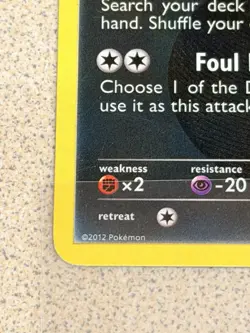 Search your deck
hand. Shuffle your
Foul
Choose 1 of the D
use it as this attac
weakness
resistance
×2
-20
retreat
©2012 Pokémon